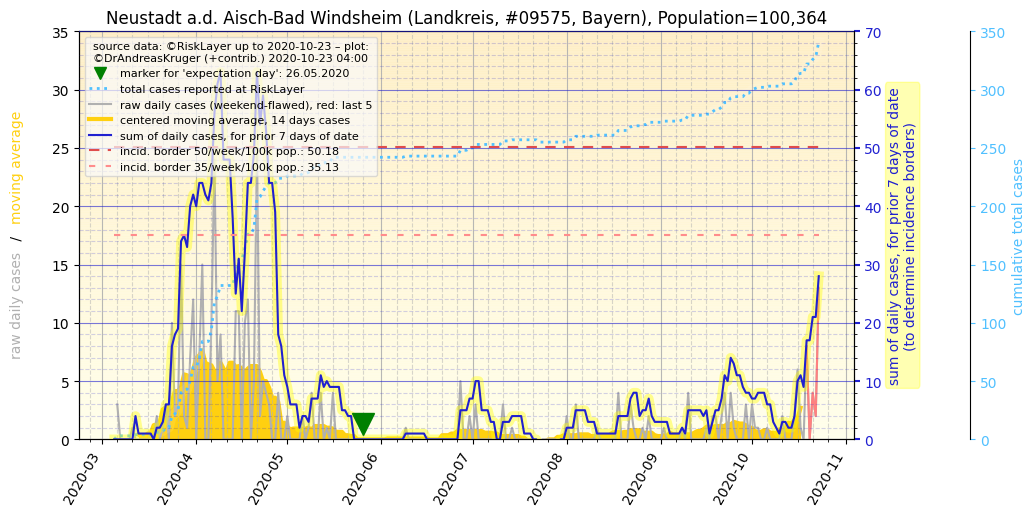 Neustadt a.d. Aisch-Bad Windsheim (Landkreis, #09575, Bayern), Population=100,364
source data: ©RiskLayer up to 2020-10-23 – plot:
©DrAndreasKruger (+contrib.) 2020-10-23 04:00
marker for 'expectation day': 26.05.2020
total cases reported at RiskLayer
raw daily cases (weekend-flawed), red: last 5
centered moving average, 14 days cases
sum of daily cases, for prior 7 days of date
incid. border 50/week/100k pop.: 50.18
incid. border 35/week/100k pop.: 35.13
raw daily cases / moving average
35
30
25
20
15
10
5
0
70
60
50
40
30
20
10
0
sum of daily cases, for prior 7 days of date
(to determine incidence borders)
350
300
250
200
150
100
50
0
cumulative total cases
2020-03
2020-04
2020-05
2020-06
2020-07
2020-08
2020-09
2020-10
2020-11